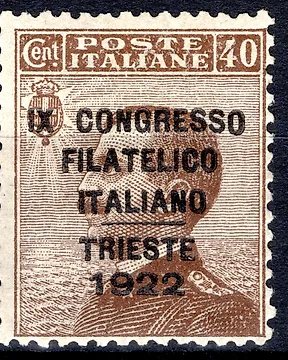 Cent. POSTE 40
ITALIANE
IX CONGRESSO
FILATELICO
ITALIANO
TRIESTE
1922